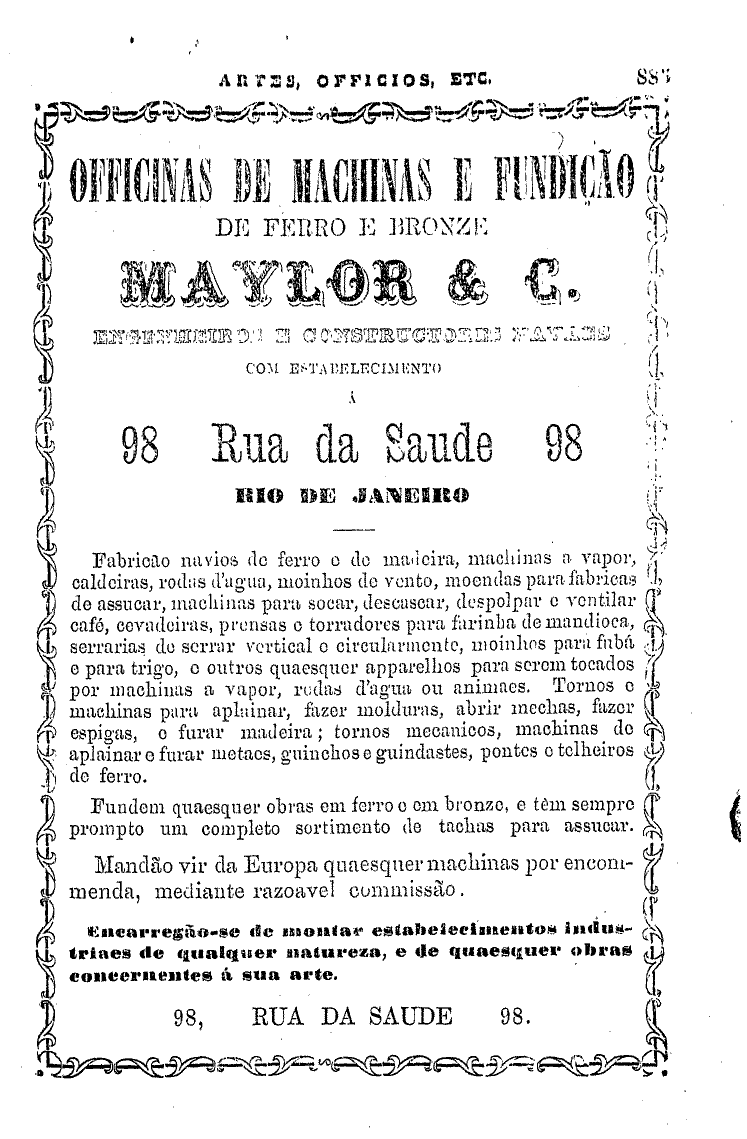 ARTES, OFFICIOS, ETC.
OFFICINAS DE MACHINAS E FUNDIÇÃO
DE FERRO E BRONZE
MAYLOR & C.
ENGENHEIROS E CONSTRUCTORES NAVAES
COM ESTABELECIMENTO
Á
98 Rua da Saude 98
RIO DE JANEIRO
Fabricão navios de ferro e de madeira, machinas a vapor,
caldeiras, rodas d'agua, moinhos de vento, moendas para fabricas
de assucar, machinas para socar, descascar, despolpar e ventilar
café, cevadeiras, prensas e torradores para farinha de mandioca,
serrarias de serrar vertical e circularmente, moinhos para fubá
e para trigo, e outros quaesquer apparelhos para serem tocados
por machinas a vapor, rodas d'agua ou animaes. Tornos e
machinas para aplainar, fazer molduras, abrir mechas, fazer
espigas, e furar madeira ; tornos mecanicos, machinas de
aplainar e furar metaes, guinchos e guindastes, pontes e telheiros
de ferro.
Fundem quaesquer obras em ferro e em bronze, e têm sempre
prompto um completo sortimento de tachas para assucar.
Mandão vir da Europa quaesquer machinas por encom-
menda, mediante razoavel commissão.
Encarregão-se de montar estabelecimentos indus-
triaes de qualquer natureza, e de quaesquer obras
concernentes á sua arte.
98, RUA DA SAUDE 98.